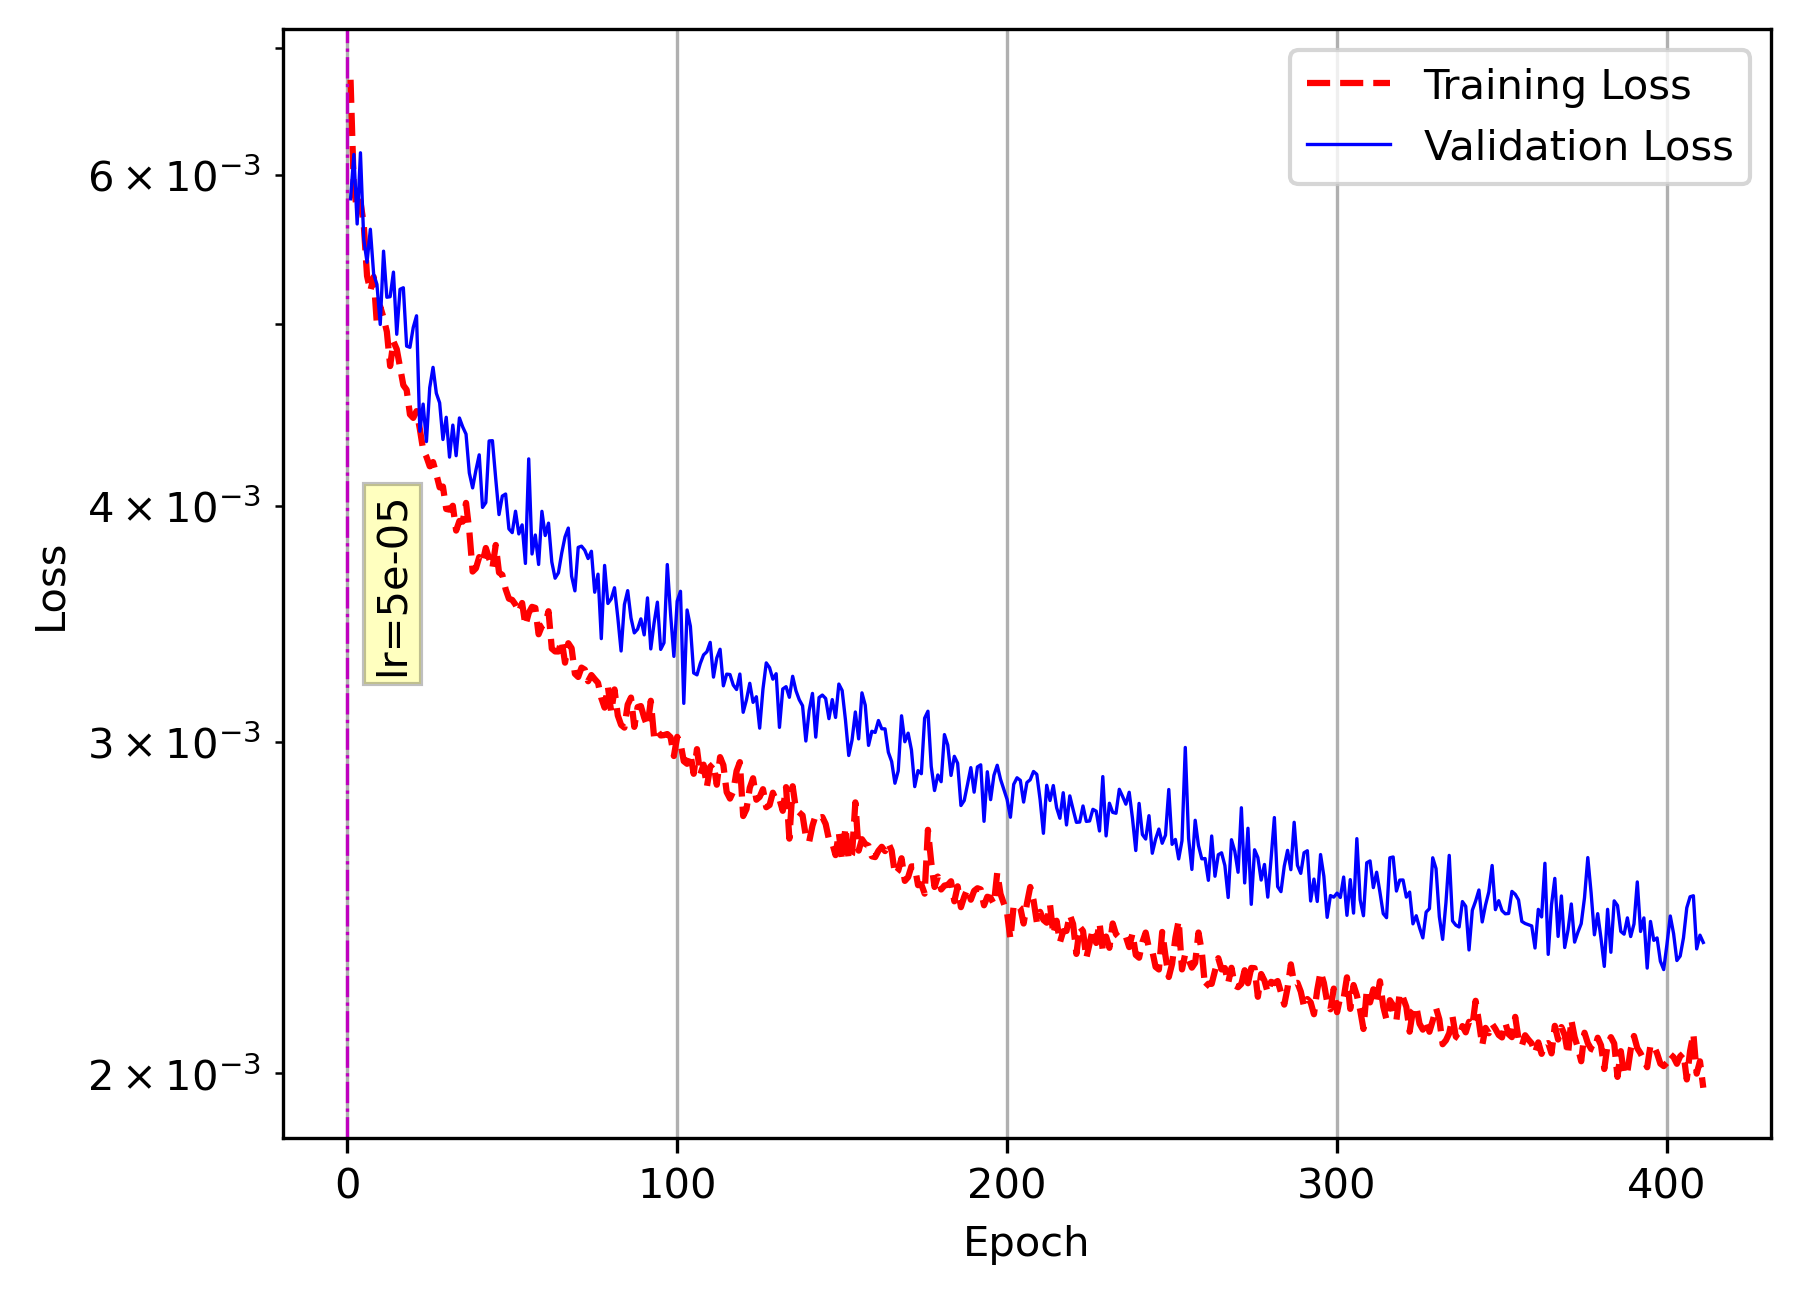 Training Loss
Validation Loss
6 × 10⁻³
4 × 10⁻³
3 × 10⁻³
2 × 10⁻³
Loss
lr=5e-05
0 100 200 300 400
Epoch